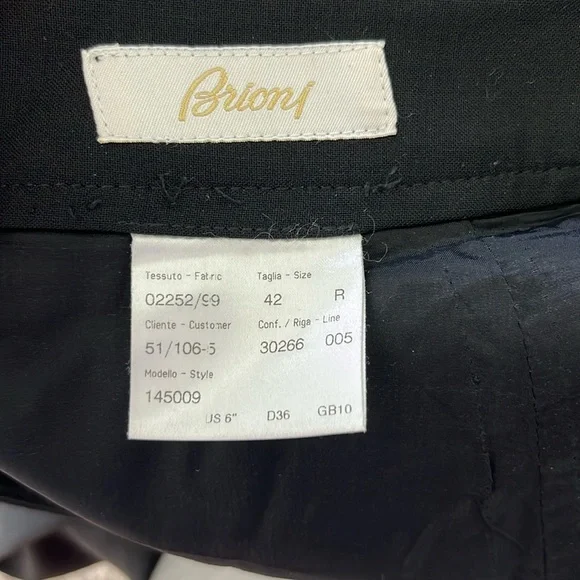 Brioni
Tessuto - Fabric Taglia - Size
02252/99 42 R
Cliente - Customer Conf. / Riga - Line
51/106-5 30266 005
Modello - Style
145009
US 6" D36 GB10